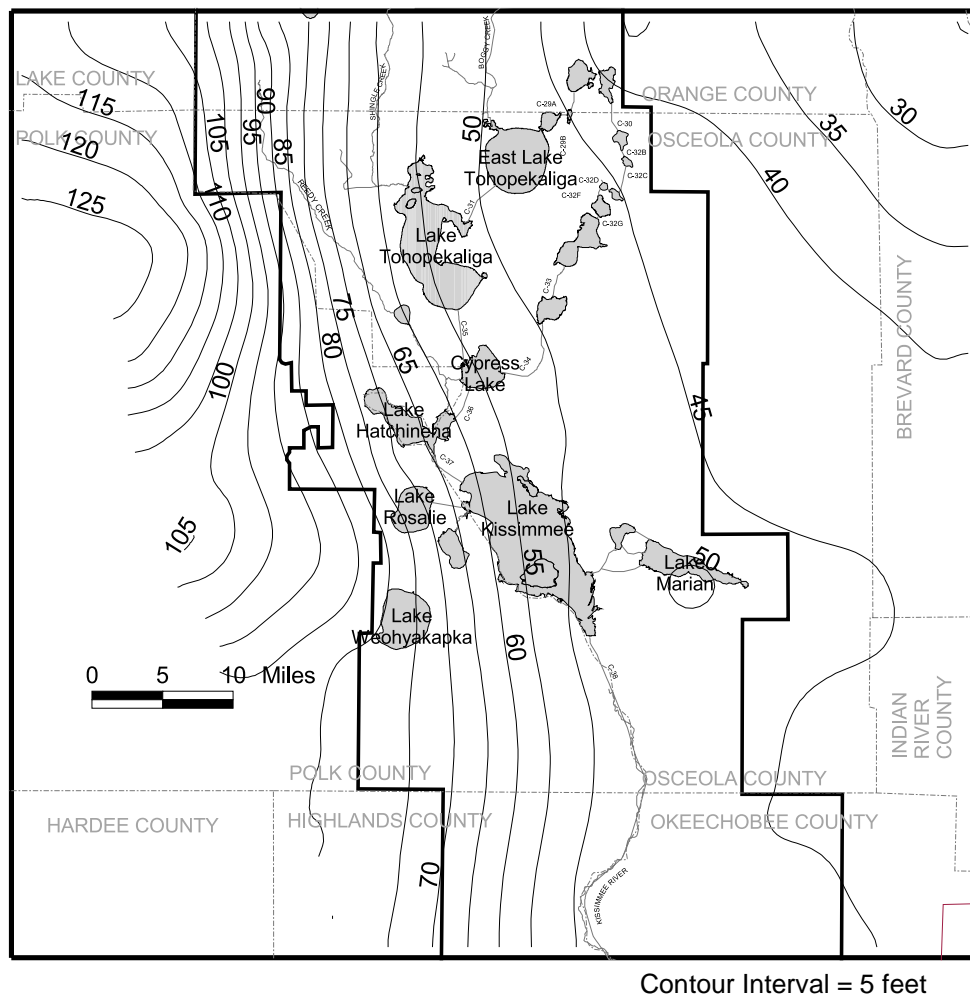 LAKE COUNTY
115
POLK COUNTY
120
125
105
90
95
85
110
SHINGLE CREEK
BOGGY CREEK
50
C-29A
C-29B
ORANGE COUNTY
C-30
OSCEOLA COUNTY
C-32B
C-32C
30
35
40
East Lake
Tohopekaliga
C-32D
C-32F
C-32G
REEDY CREEK
C-31
Lake
Tohopekaliga
C-33
75
80
C-35
65
100
Cypress
Lake
C-34
BREVARD COUNTY
45
Lake
Hatchineha
C-36
C-37
Lake
Rosalie
Lake
Kissimmee
105
55
50
Lake
Marian
Lake
Weohyakapka
60
C-38
0 5 10 Miles
INDIAN
RIVER
COUNTY
POLK COUNTY
OSCEOLA COUNTY
HARDEE COUNTY
HIGHLANDS COUNTY
OKEECHOBEE COUNTY
70
KISSIMMEE RIVER
Contour Interval = 5 feet